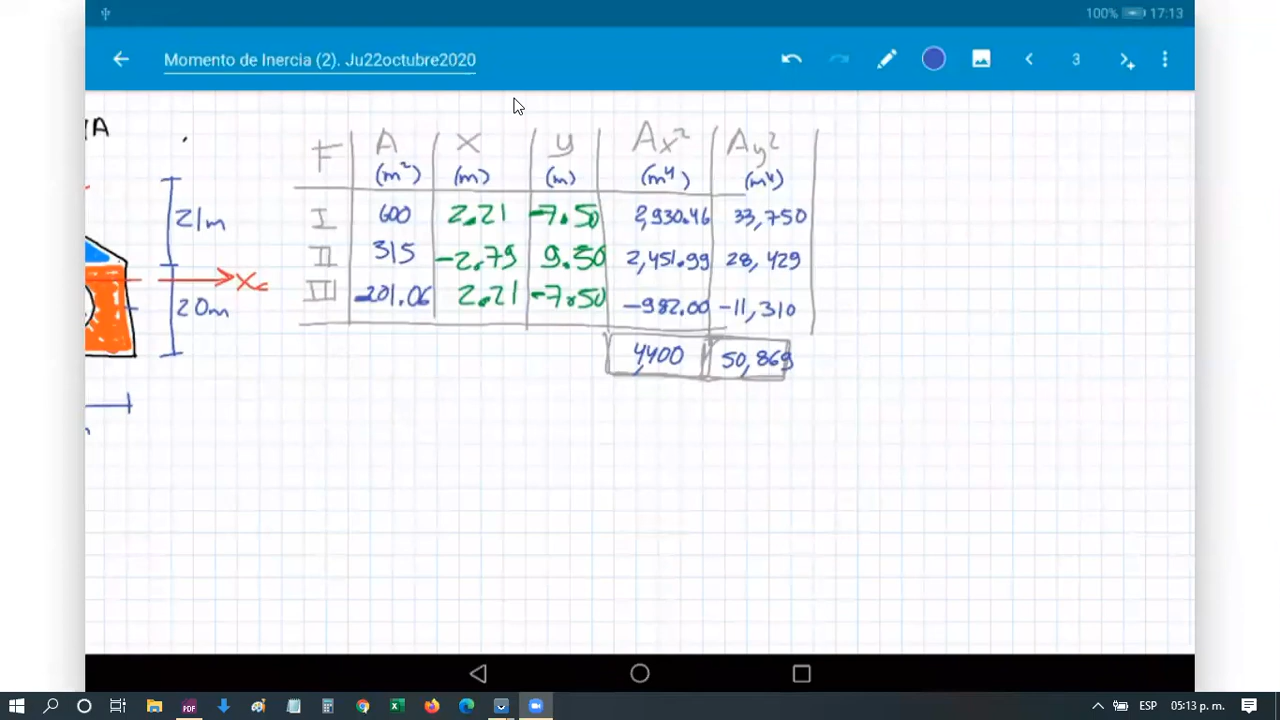 100% 17:13
Momento de Inercia (2). Ju22octubre2020
3
A
F A x y Ax² Ay²
(m²) (m) (m) (m⁴) (m⁴)
I 600 2.21 -7.50 2,930.46 33,750
II 315 -2.79 9.50 2,451.99 28,429
III -201.06 2.21 -7.50 -982.00 -11,310
4,400 50,869
21m
Xc
20m
ESP 05:13 p. m.